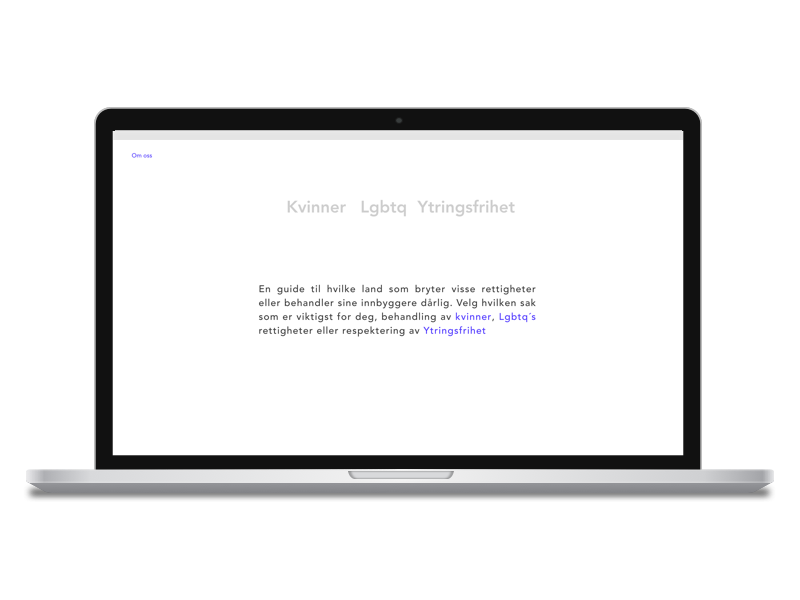 Om oss
Kvinner Lgbtq Ytringsfrihet
En guide til hvilke land som bryter visse rettigheter
eller behandler sine innbyggere dårlig. Velg hvilken sak
som er viktigst for deg, behandling av kvinner, Lgbtq´s
rettigheter eller respektering av Ytringsfrihet